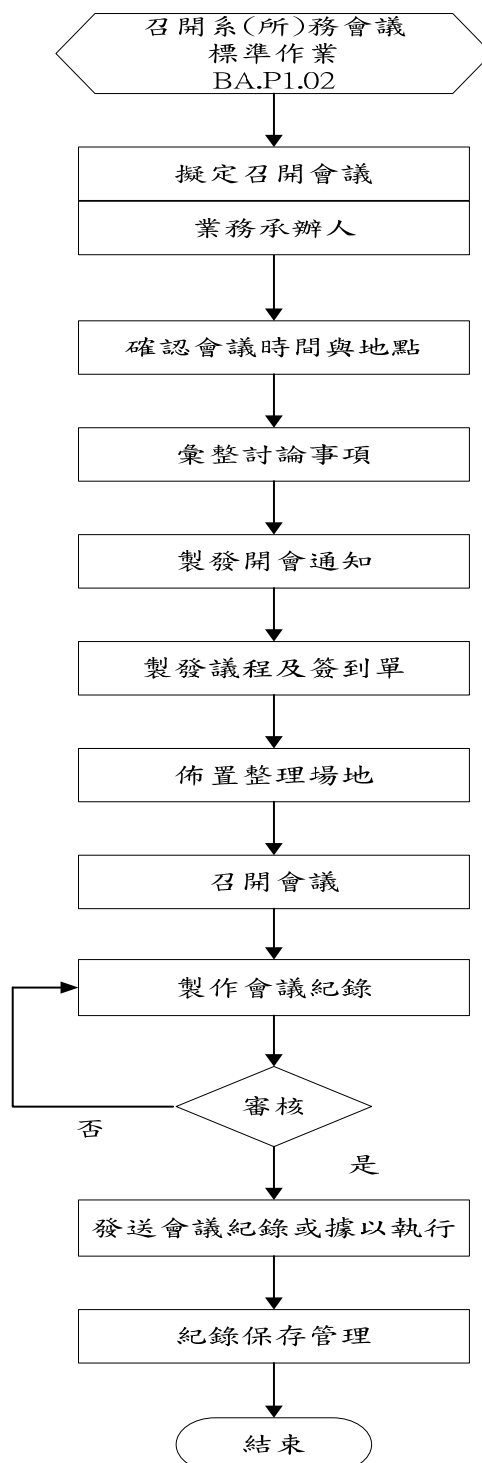 召開系(所)務會議
標準作業
BA.P1.02
擬定召開會議
業務承辦人
確認會議時間與地點
彙整討論事項
製發開會通知
製發議程及簽到單
佈置整理場地
召開會議
製作會議紀錄
審核
否
是
發送會議紀錄或據以執行
紀錄保存管理
結束